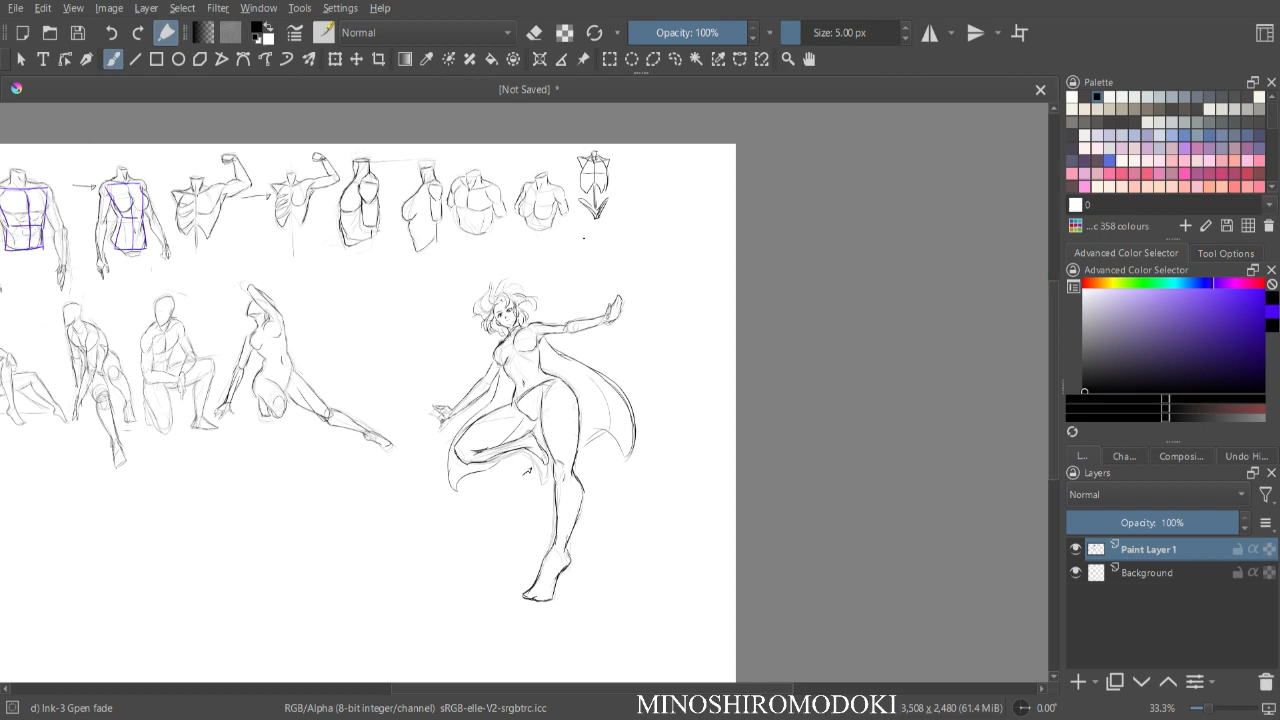 File Edit View Image Layer Select Filter Window Tools Settings Help
Normal Opacity: 100% Size: 5.00 px
[Not Saved] *
Palette
0
...c 358 colours
Advanced Color Selector Tool Options
Advanced Color Selector
L... Cha... Composi... Undo Hi...
Layers
Normal
Opacity: 100%
Paint Layer 1
Background
MINOSHIROMODOKI
d) Ink-3 Gpen fade RGB/Alpha (8-bit integer/channel) sRGB-elle-V2-srgbtrc.icc 3,508 x 2,480 (61.4 MiB) 0.00° 33.3%